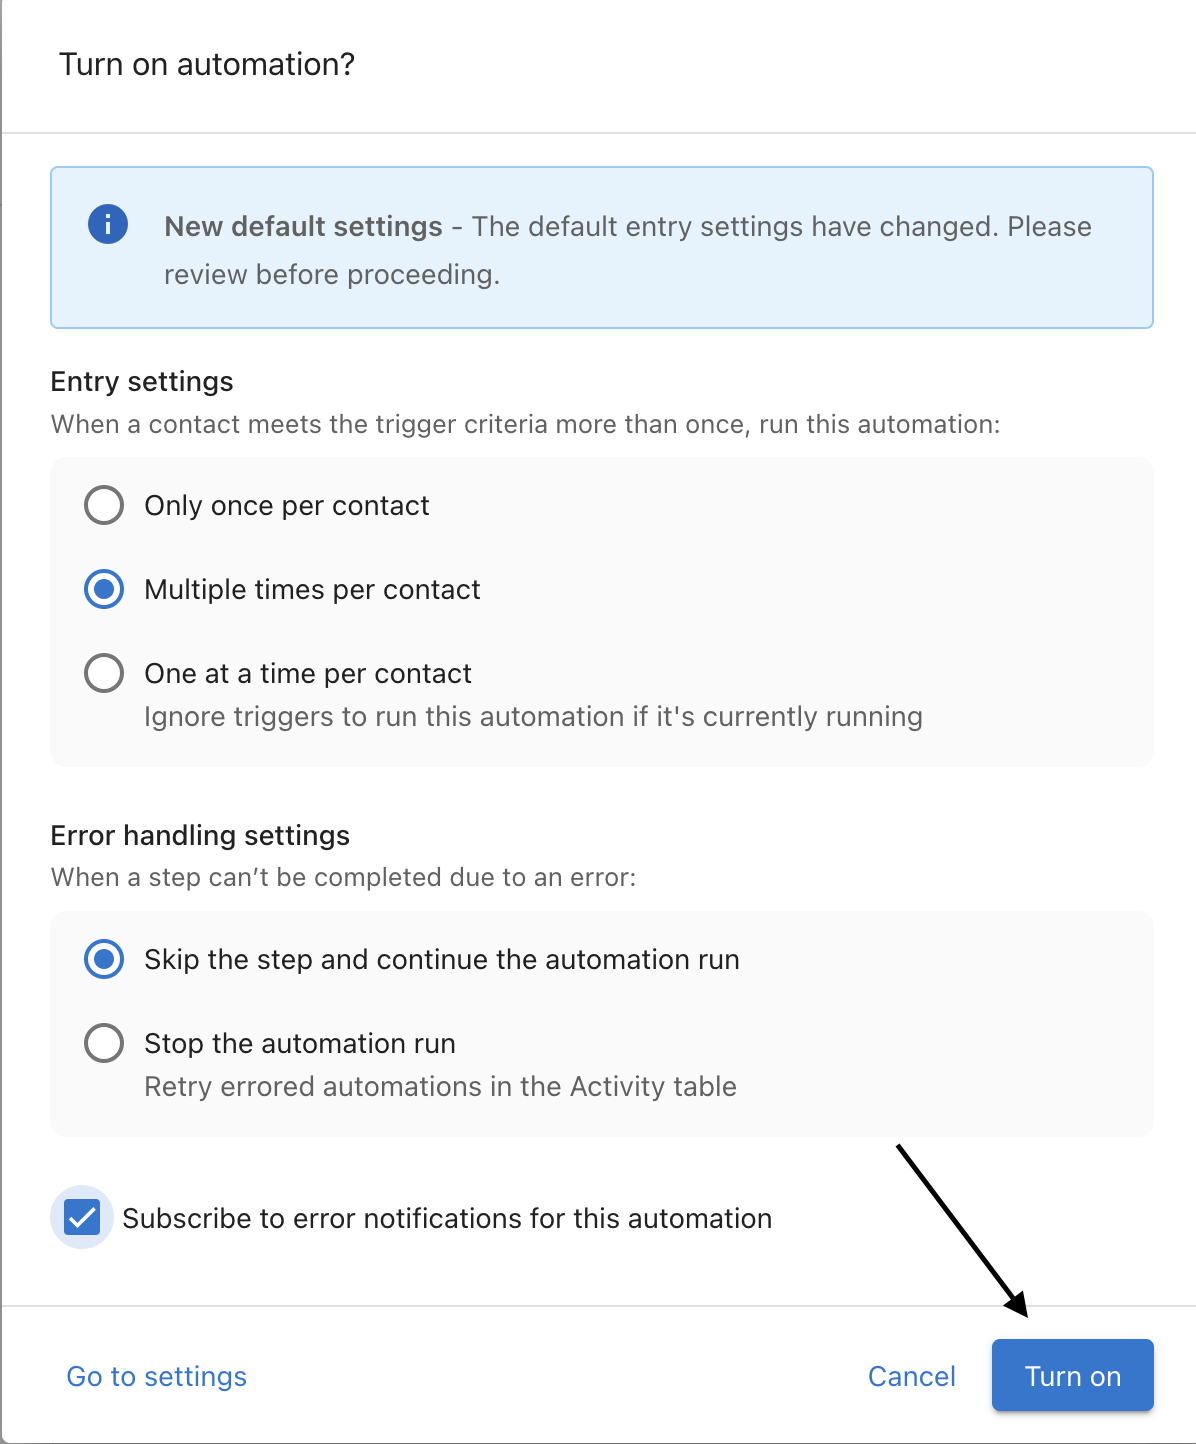 Turn on automation?
New default settings - The default entry settings have changed. Please
review before proceeding.
Entry settings
When a contact meets the trigger criteria more than once, run this automation:
Only once per contact
Multiple times per contact
One at a time per contact
Ignore triggers to run this automation if it's currently running
Error handling settings
When a step can’t be completed due to an error:
Skip the step and continue the automation run
Stop the automation run
Retry errored automations in the Activity table
Subscribe to error notifications for this automation
Go to settings
Cancel
Turn on